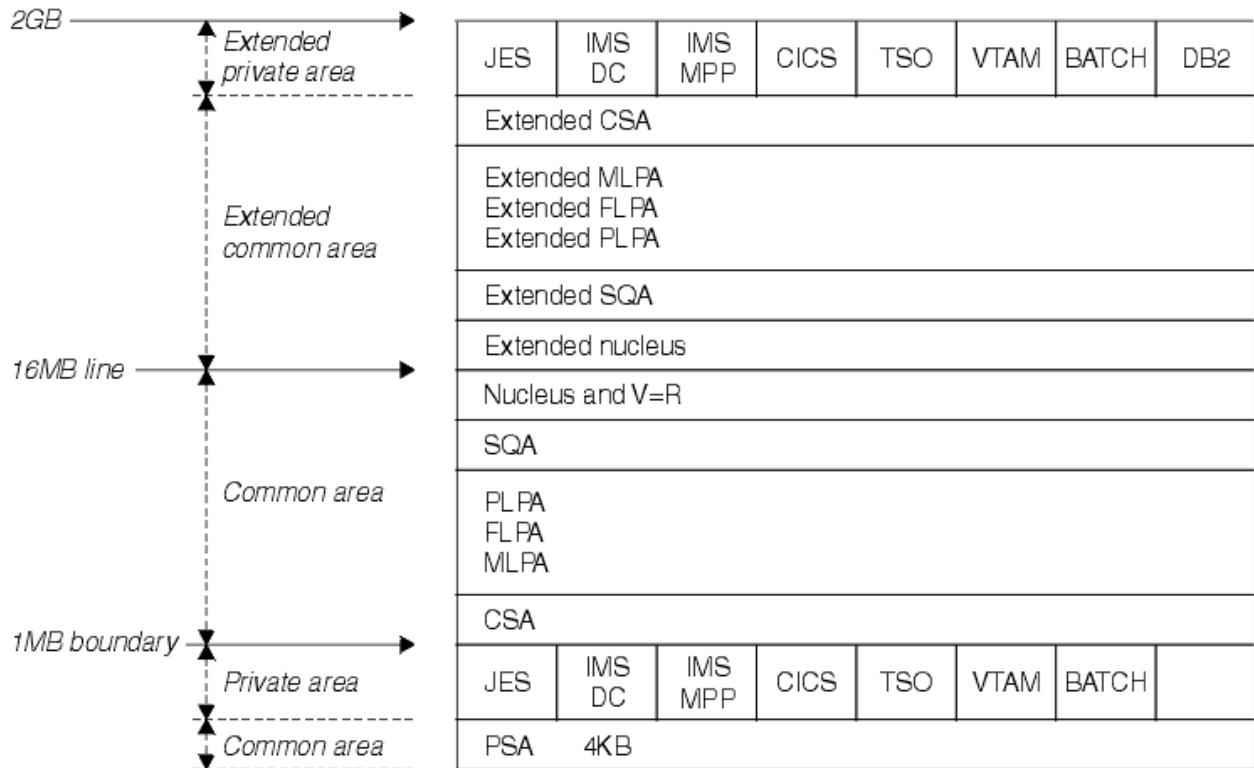 2GB
Extended
private area
JES
IMS
DC
IMS
MPP
CICS
TSO
VTAM
BATCH
DB2
Extended CSA
Extended
common area
Extended MLPA
Extended FLPA
Extended PLPA
Extended SQA
Extended nucleus
16MB line
Nucleus and V=R
SQA
Common area
PLPA
FLPA
MLPA
CSA
1MB boundary
Private area
JES
IMS
DC
IMS
MPP
CICS
TSO
VTAM
BATCH
Common area
PSA 4KB